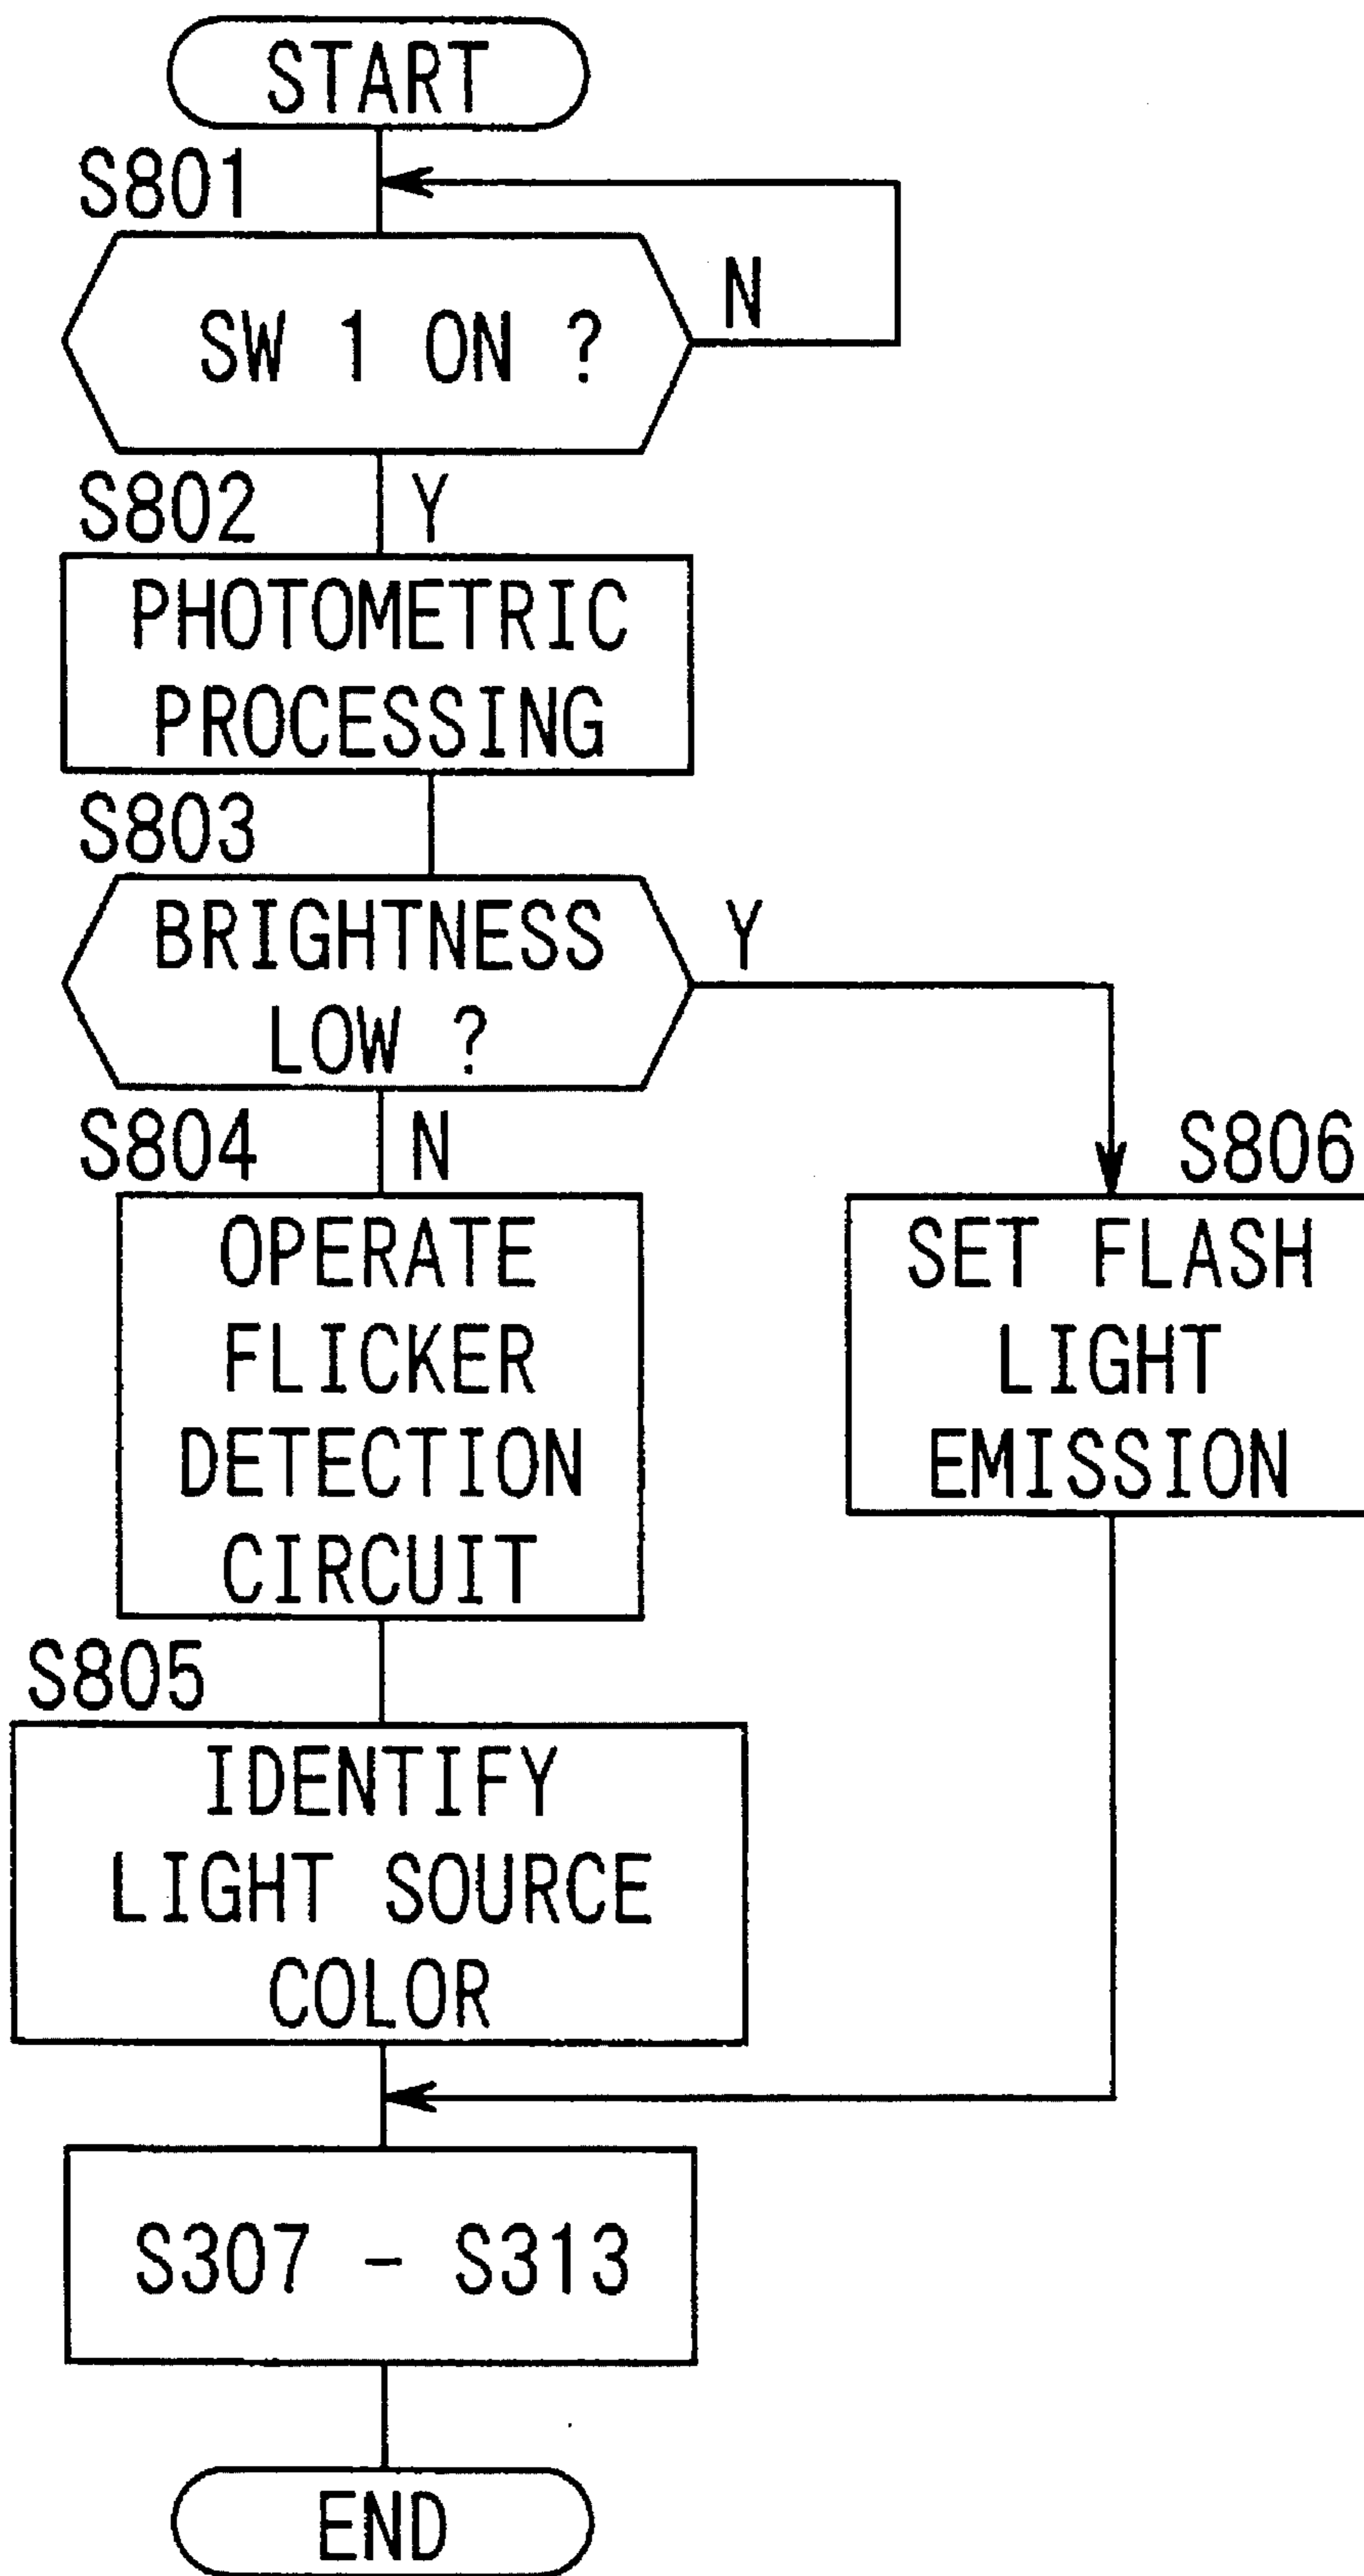 START
S801
SW 1 ON ?
N
S802
Y
PHOTOMETRIC
PROCESSING
S803
BRIGHTNESS
LOW ?
Y
S804
N
S806
OPERATE
FLICKER
DETECTION
CIRCUIT
SET FLASH
LIGHT
EMISSION
S805
IDENTIFY
LIGHT SOURCE
COLOR
S307 - S313
END